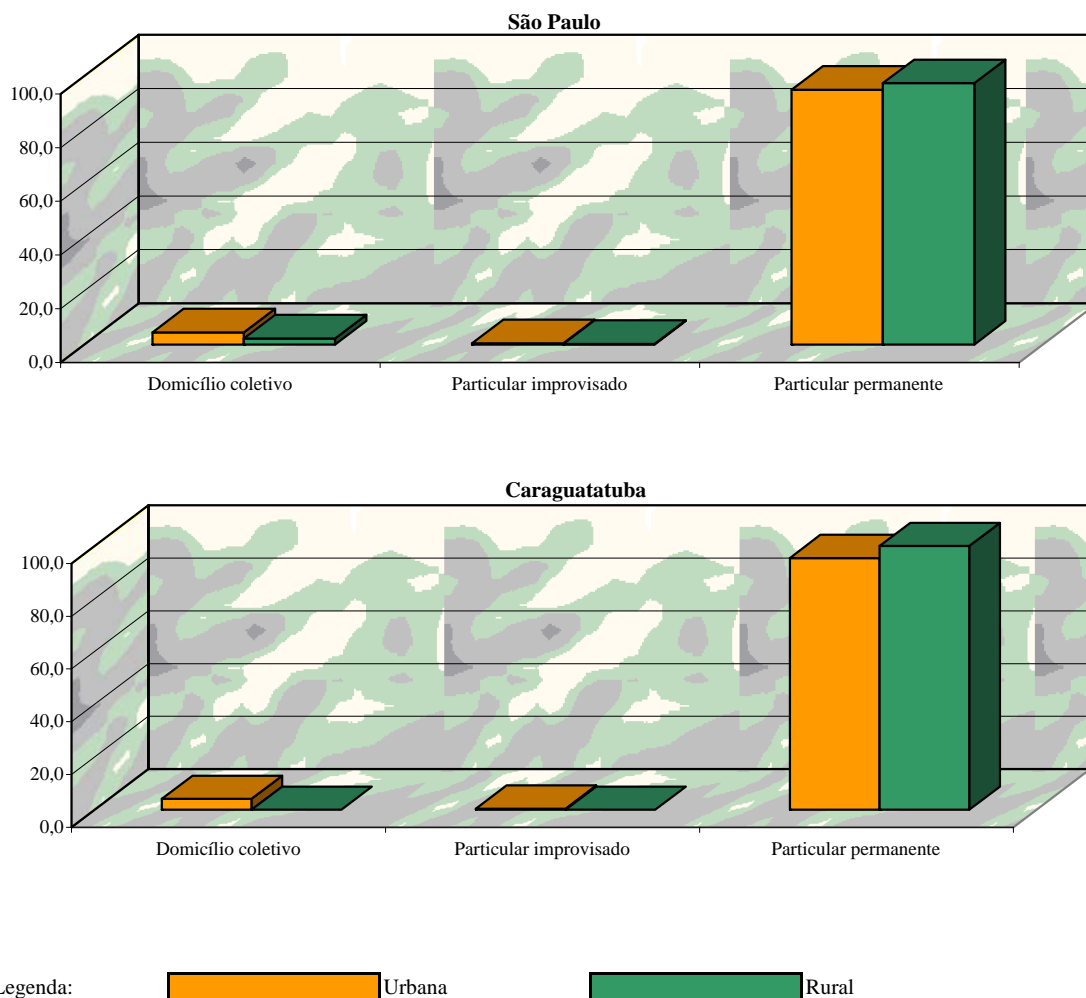 São Paulo
100,0
80,0
60,0
40,0
20,0
0,0
Domicílio coletivo Particular improvisado Particular permanente
Caraguatatuba
100,0
80,0
60,0
40,0
20,0
0,0
Domicílio coletivo Particular improvisado Particular permanente
Legenda: Urbana Rural